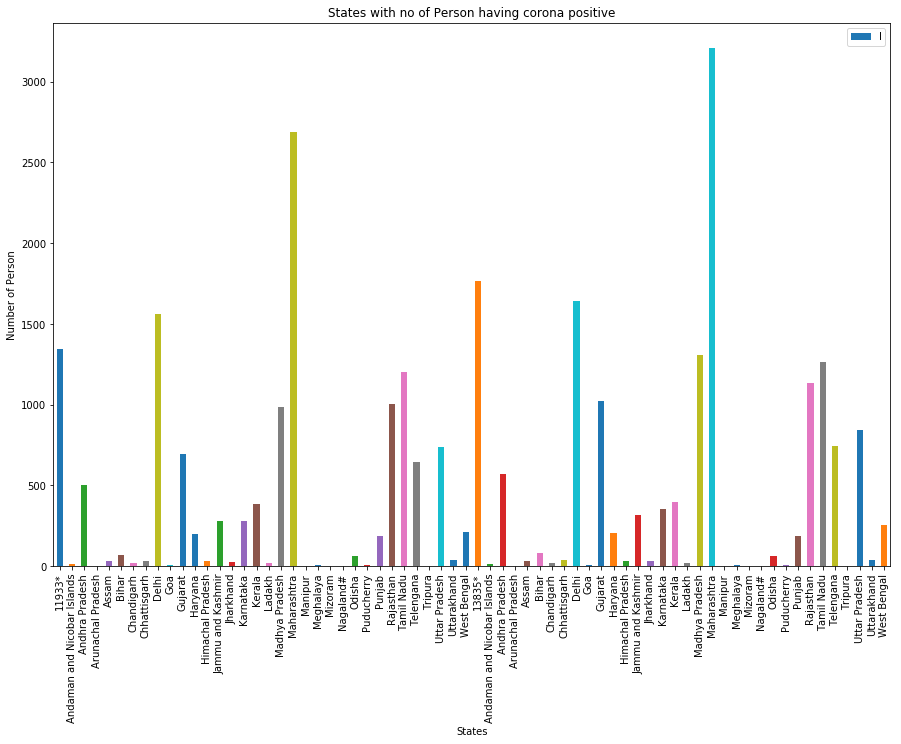 States with no of Person having corona positive
l
3000
2500
2000
1500
1000
500
0
Number of Person
11933*
Andaman and Nicobar Islands
Andhra Pradesh
Arunachal Pradesh
Assam
Bihar
Chandigarh
Chhattisgarh
Delhi
Goa
Gujarat
Haryana
Himachal Pradesh
Jammu and Kashmir
Jharkhand
Karnataka
Kerala
Ladakh
Madhya Pradesh
Maharashtra
Manipur
Meghalaya
Mizoram
Nagaland#
Odisha
Puducherry
Punjab
Rajasthan
Tamil Nadu
Telengana
Tripura
Uttar Pradesh
Uttarakhand
West Bengal
13835*
Andaman and Nicobar Islands
Andhra Pradesh
Arunachal Pradesh
Assam
Bihar
Chandigarh
Chhattisgarh
Delhi
Goa
Gujarat
Haryana
Himachal Pradesh
Jammu and Kashmir
Jharkhand
Karnataka
Kerala
Ladakh
Madhya Pradesh
Maharashtra
Manipur
Meghalaya
Mizoram
Nagaland#
Odisha
Puducherry
Punjab
Rajasthan
Tamil Nadu
Telengana
Tripura
Uttar Pradesh
Uttarakhand
West Bengal
States